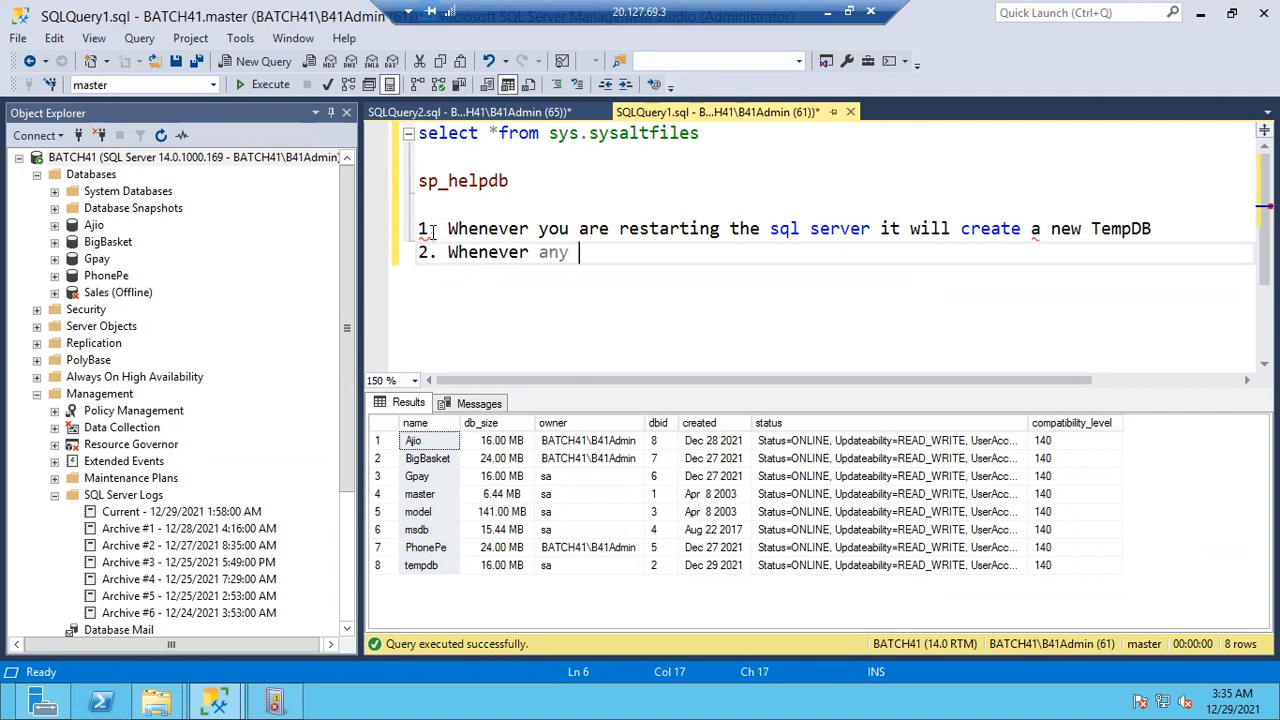 SQLQuery1.sql - BATCH41.master (BATCH41\B41Admin (61))* - Microsoft SQL Server Management Studio (Administrator)
20.127.69.3
Quick Launch (Ctrl+Q)
File Edit View Query Project Tools Window Help
New Query
MDX DMX XMLA DAX
master
Execute
Object Explorer
Connect
BATCH41 (SQL Server 14.0.1000.169 - BATCH41\B41Admin)
Databases
System Databases
Database Snapshots
Ajio
BigBasket
Gpay
PhonePe
Sales (Offline)
Security
Server Objects
Replication
PolyBase
Always On High Availability
Management
Policy Management
Data Collection
Resource Governor
Extended Events
Maintenance Plans
SQL Server Logs
Current - 12/29/2021 1:58:00 AM
Archive #1 - 12/28/2021 4:16:00 AM
Archive #2 - 12/27/2021 8:35:00 AM
Archive #3 - 12/25/2021 5:49:00 PM
Archive #4 - 12/25/2021 7:29:00 AM
Archive #5 - 12/25/2021 2:53:00 AM
Archive #6 - 12/24/2021 3:53:00 AM
Database Mail
SQLQuery2.sql - B...H41\B41Admin (65))*
SQLQuery1.sql - B...H41\B41Admin (61))*
select *from sys.sysaltfiles
sp_helpdb
1. Whenever you are restarting the sql server it will create a new TempDB
2. Whenever any
150 %
Results Messages
name db_size owner dbid created status compatibility_level
1 Ajio 16.00 MB BATCH41\B41Admin 8 Dec 28 2021 Status=ONLINE, Updateability=READ_WRITE, UserAcc... 140
2 BigBasket 24.00 MB BATCH41\B41Admin 7 Dec 27 2021 Status=ONLINE, Updateability=READ_WRITE, UserAcc... 140
3 Gpay 16.00 MB sa 6 Dec 27 2021 Status=ONLINE, Updateability=READ_WRITE, UserAcc... 140
4 master 6.44 MB sa 1 Apr 8 2003 Status=ONLINE, Updateability=READ_WRITE, UserAcc... 140
5 model 141.00 MB sa 3 Apr 8 2003 Status=ONLINE, Updateability=READ_WRITE, UserAcc... 140
6 msdb 15.44 MB sa 4 Aug 22 2017 Status=ONLINE, Updateability=READ_WRITE, UserAcc... 140
7 PhonePe 24.00 MB BATCH41\B41Admin 5 Dec 27 2021 Status=ONLINE, Updateability=READ_WRITE, UserAcc... 140
8 tempdb 16.00 MB sa 2 Dec 29 2021 Status=ONLINE, Updateability=READ_WRITE, UserAcc... 140
Query executed successfully. BATCH41 (14.0 RTM) BATCH41\B41Admin (61) master 00:00:00 8 rows
Ready Ln 6 Col 17 Ch 17 INS
3:35 AM
12/29/2021